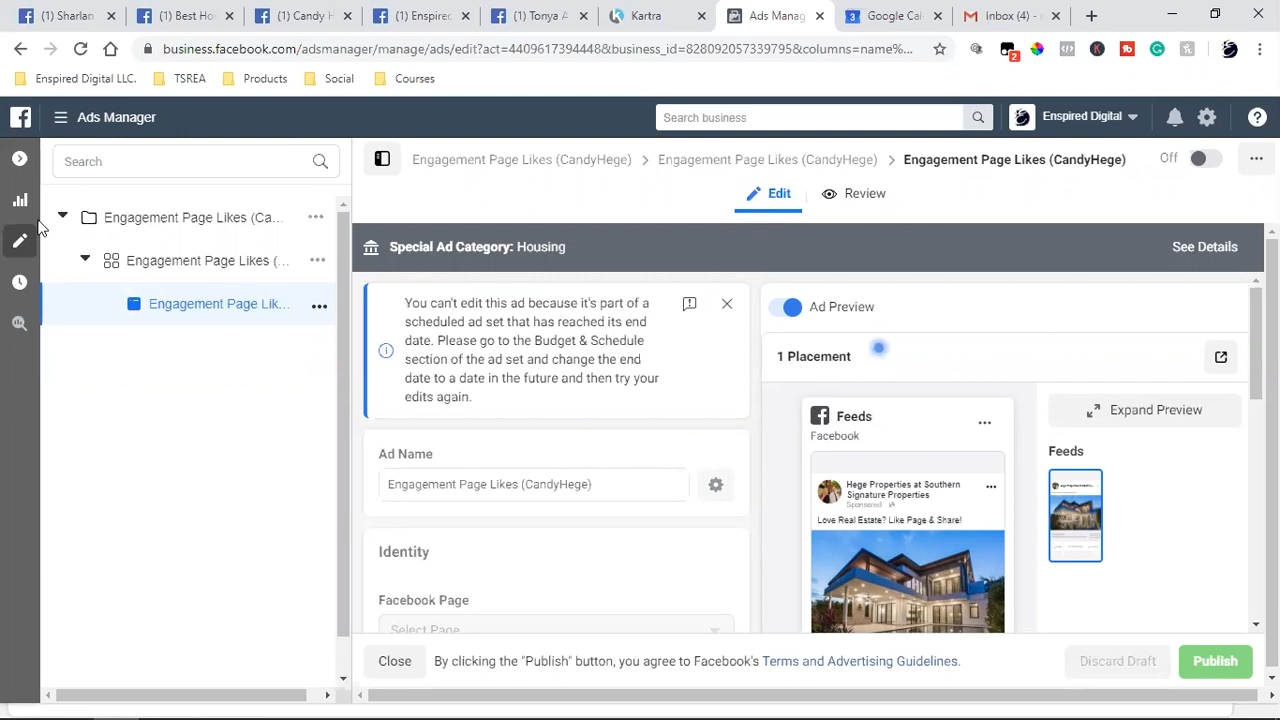 (1) Sharlan
(1) Best Ho
(1) Candy H
(1) Enspired
(1) Tonya A
Kartra
Ads Manag
Google Cal
Inbox (4) - e
business.facebook.com/adsmanager/manage/ads/edit?act=4409617394448&business_id=828092057339795&columns=name%...
2
Enspired Digital LLC.
TSREA
Products
Social
Courses
Ads Manager
Search business
Enspired Digital
Search
Engagement Page Likes (CandyHege)
Engagement Page Likes (CandyHege)
Engagement Page Likes (CandyHege)
Off
Edit
Review
Engagement Page Likes (Ca...
Engagement Page Likes (...
Engagement Page Lik...
Special Ad Category: Housing
See Details
You can't edit this ad because it's part of a
scheduled ad set that has reached its end
date. Please go to the Budget & Schedule
section of the ad set and change the end
date to a date in the future and then try your
edits again.
Ad Name
Engagement Page Likes (CandyHege)
Identity
Facebook Page
Select Page
Ad Preview
1 Placement
Feeds
Facebook
Hege Properties at Southern
Signature Properties
Sponsored
Love Real Estate? Like Page & Share!
Expand Preview
Feeds
Close
By clicking the "Publish" button, you agree to Facebook's Terms and Advertising Guidelines.
Discard Draft
Publish